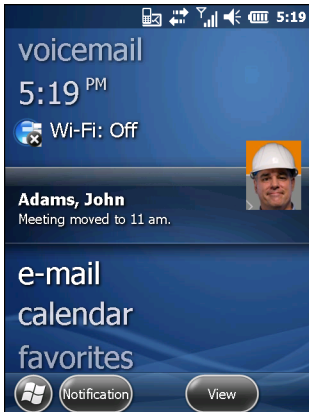 5:19
voicemail
5:19 PM
Wi-Fi: Off
Adams, John
Meeting moved to 11 am.
e-mail
calendar
favorites
Notification View